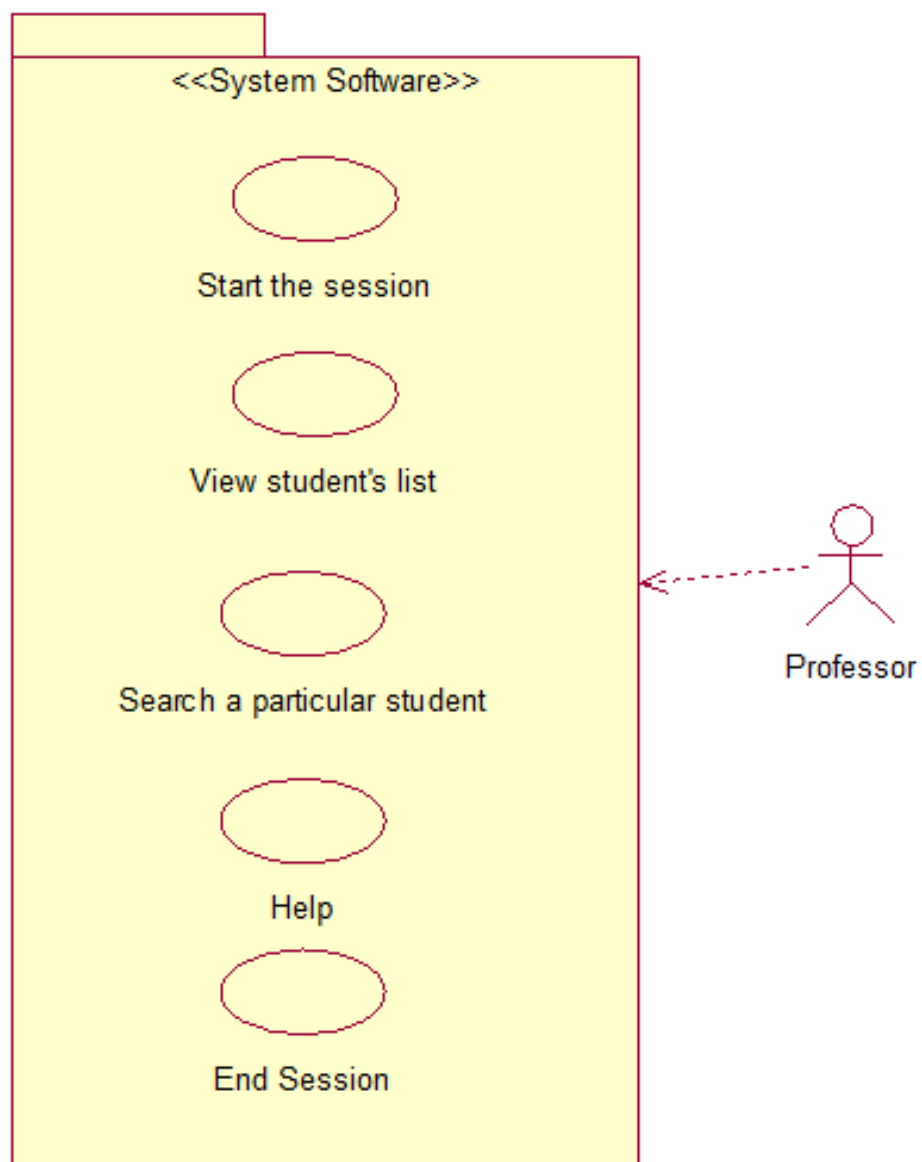 <<System Software>>
Start the session
View student's list
Search a particular student
Professor
Help
End Session